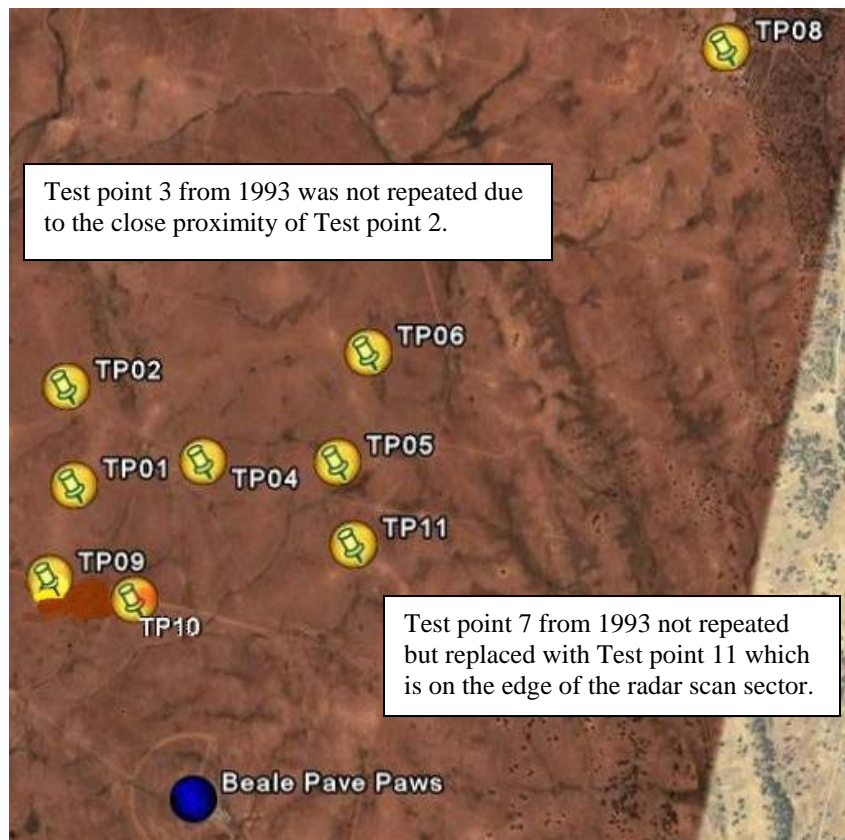 TP08
Test point 3 from 1993 was not repeated due
to the close proximity of Test point 2.
TP06
TP02
TP05
TP01
TP04
TP11
TP09
TP10
Test point 7 from 1993 not repeated
but replaced with Test point 11 which
is on the edge of the radar scan sector.
Beale Pave Paws